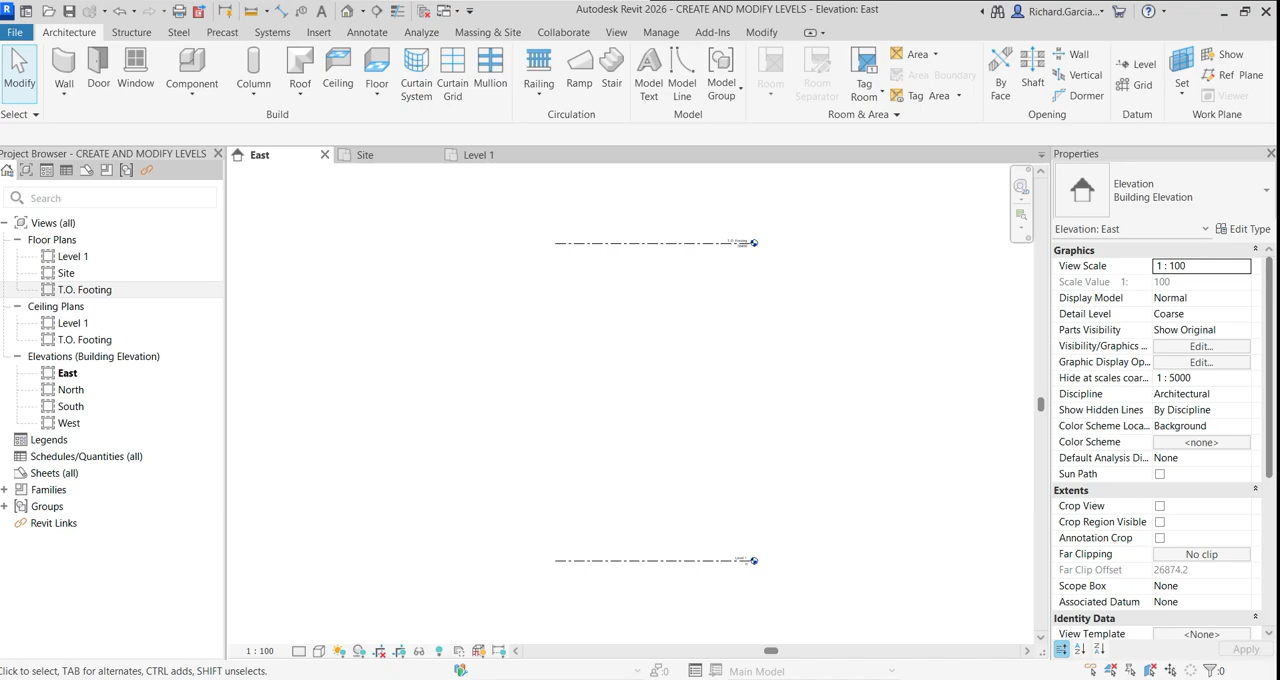 Autodesk Revit 2026 - CREATE AND MODIFY LEVELS - Elevation: East
Richard.Garcia...
File Architecture Structure Steel Precast Systems Insert Annotate Analyze Massing & Site Collaborate View Manage Add-Ins Modify
Modify Wall Door Window Component Column Roof Ceiling Floor Curtain System Curtain Grid Mullion Railing Ramp Stair Model Text Model Line Model Group Room Room Separator Tag Room Area Area Boundary Tag Area By Face Shaft Wall Vertical Dormer Level Grid Set Show Ref Plane Viewer
Select Build Circulation Model Room & Area Opening Datum Work Plane
Project Browser - CREATE AND MODIFY LEVELS
East Site Level 1
Search
Views (all)
Floor Plans
Level 1
Site
T.O. Footing
Ceiling Plans
Level 1
T.O. Footing
Elevations (Building Elevation)
East
North
South
West
Legends
Schedules/Quantities (all)
Sheets (all)
Families
Groups
Revit Links
T.O. Footing
Level 1
Properties
Elevation
Building Elevation
Elevation: East Edit Type
Graphics
View Scale 1 : 100
Scale Value 1: 100
Display Model Normal
Detail Level Coarse
Parts Visibility Show Original
Visibility/Graphics ... Edit...
Graphic Display Op... Edit...
Hide at scales coar... 1 : 5000
Discipline Architectural
Show Hidden Lines By Discipline
Color Scheme Loca... Background
Color Scheme <none>
Default Analysis Di... None
Sun Path
Extents
Crop View
Crop Region Visible
Annotation Crop
Far Clipping No clip
Far Clip Offset 26874.2
Scope Box None
Associated Datum None
Identity Data
View Template <None>
Apply
1 : 100
Click to select, TAB for alternates, CTRL adds, SHIFT unselects.
:0
Main Model
:0